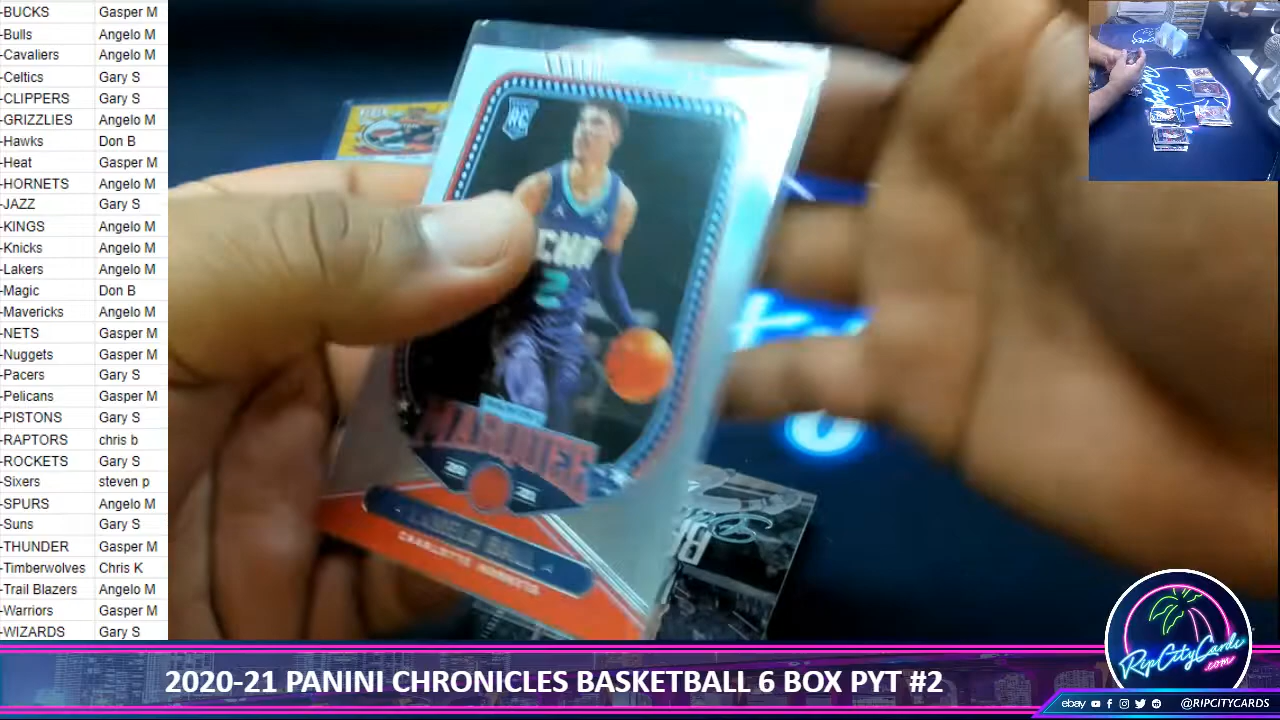 -BUCKS Gasper M
-Bulls Angelo M
-Cavaliers Angelo M
-Celtics Gary S
-CLIPPERS Gary S
-GRIZZLIES Angelo M
-Hawks Don B
-Heat Gasper M
-HORNETS Angelo M
-JAZZ Gary S
-KINGS Angelo M
-Knicks Angelo M
-Lakers Angelo M
-Magic Don B
-Mavericks Angelo M
-NETS Gasper M
-Nuggets Gasper M
-Pacers Gary S
-Pelicans Gasper M
-PISTONS Gary S
-RAPTORS chris b
-ROCKETS Gary S
-Sixers steven p
-SPURS Angelo M
-Suns Gary S
-THUNDER Gasper M
-Timberwolves Chris K
-Trail Blazers Angelo M
-Warriors Gasper M
-WIZARDS Gary S
RC
CHA
2
MARQUEE
CHARLOTTE HORNETS
RipCityCards
.com
2020-21 PANINI CHRONICLES BASKETBALL 6 BOX PYT #2
ebay @RIPCITYCARDS